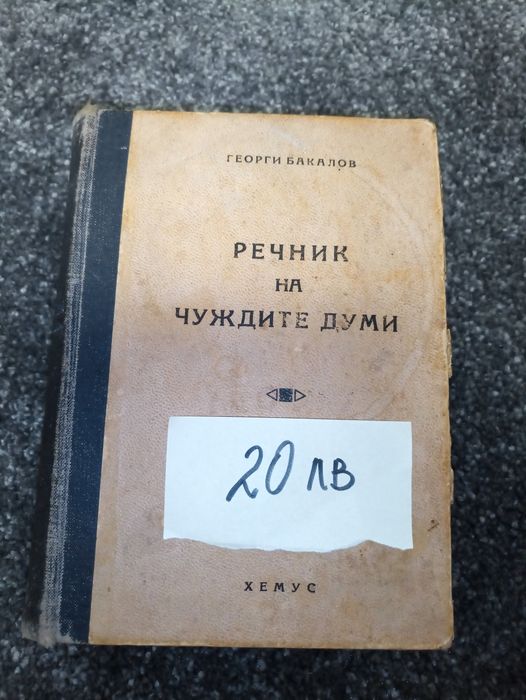 ГЕОРГИ БАКАЛОВ
РЕЧНИК
НА
ЧУЖДИТЕ ДУМИ
20 лв
ХЕМУС